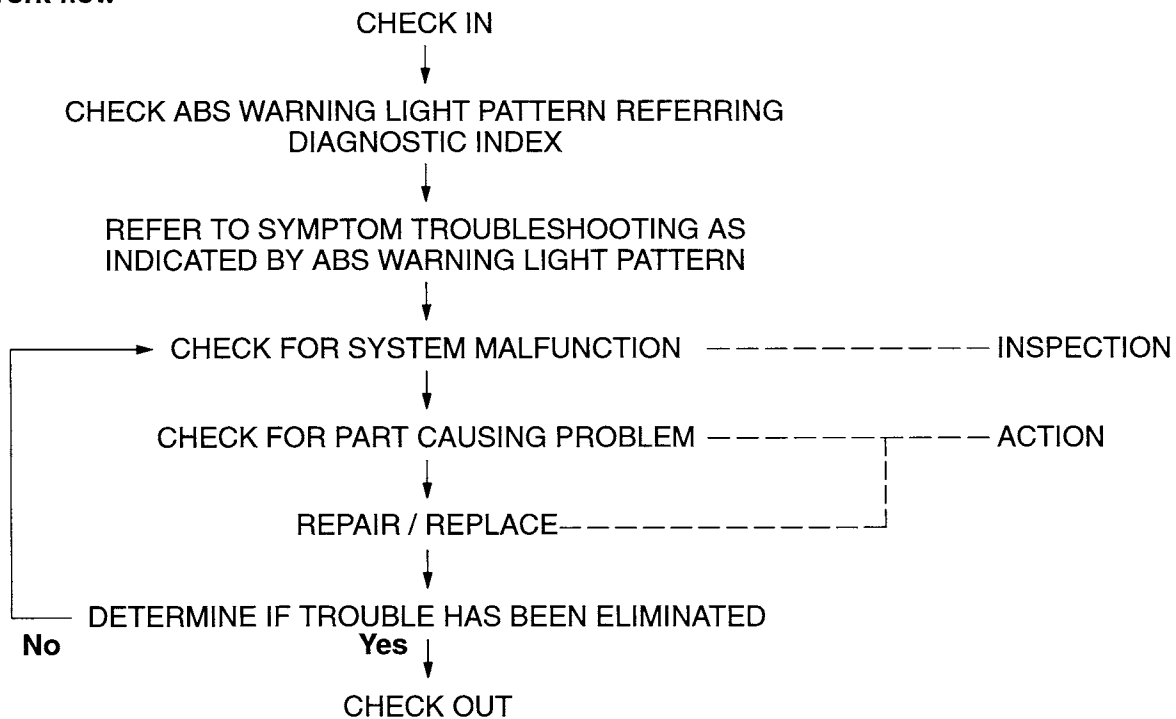 CHECK IN
CHECK ABS WARNING LIGHT PATTERN REFERRING
DIAGNOSTIC INDEX
REFER TO SYMPTOM TROUBLESHOOTING AS
INDICATED BY ABS WARNING LIGHT PATTERN
CHECK FOR SYSTEM MALFUNCTION INSPECTION
CHECK FOR PART CAUSING PROBLEM ACTION
REPAIR / REPLACE
DETERMINE IF TROUBLE HAS BEEN ELIMINATED
No Yes
CHECK OUT